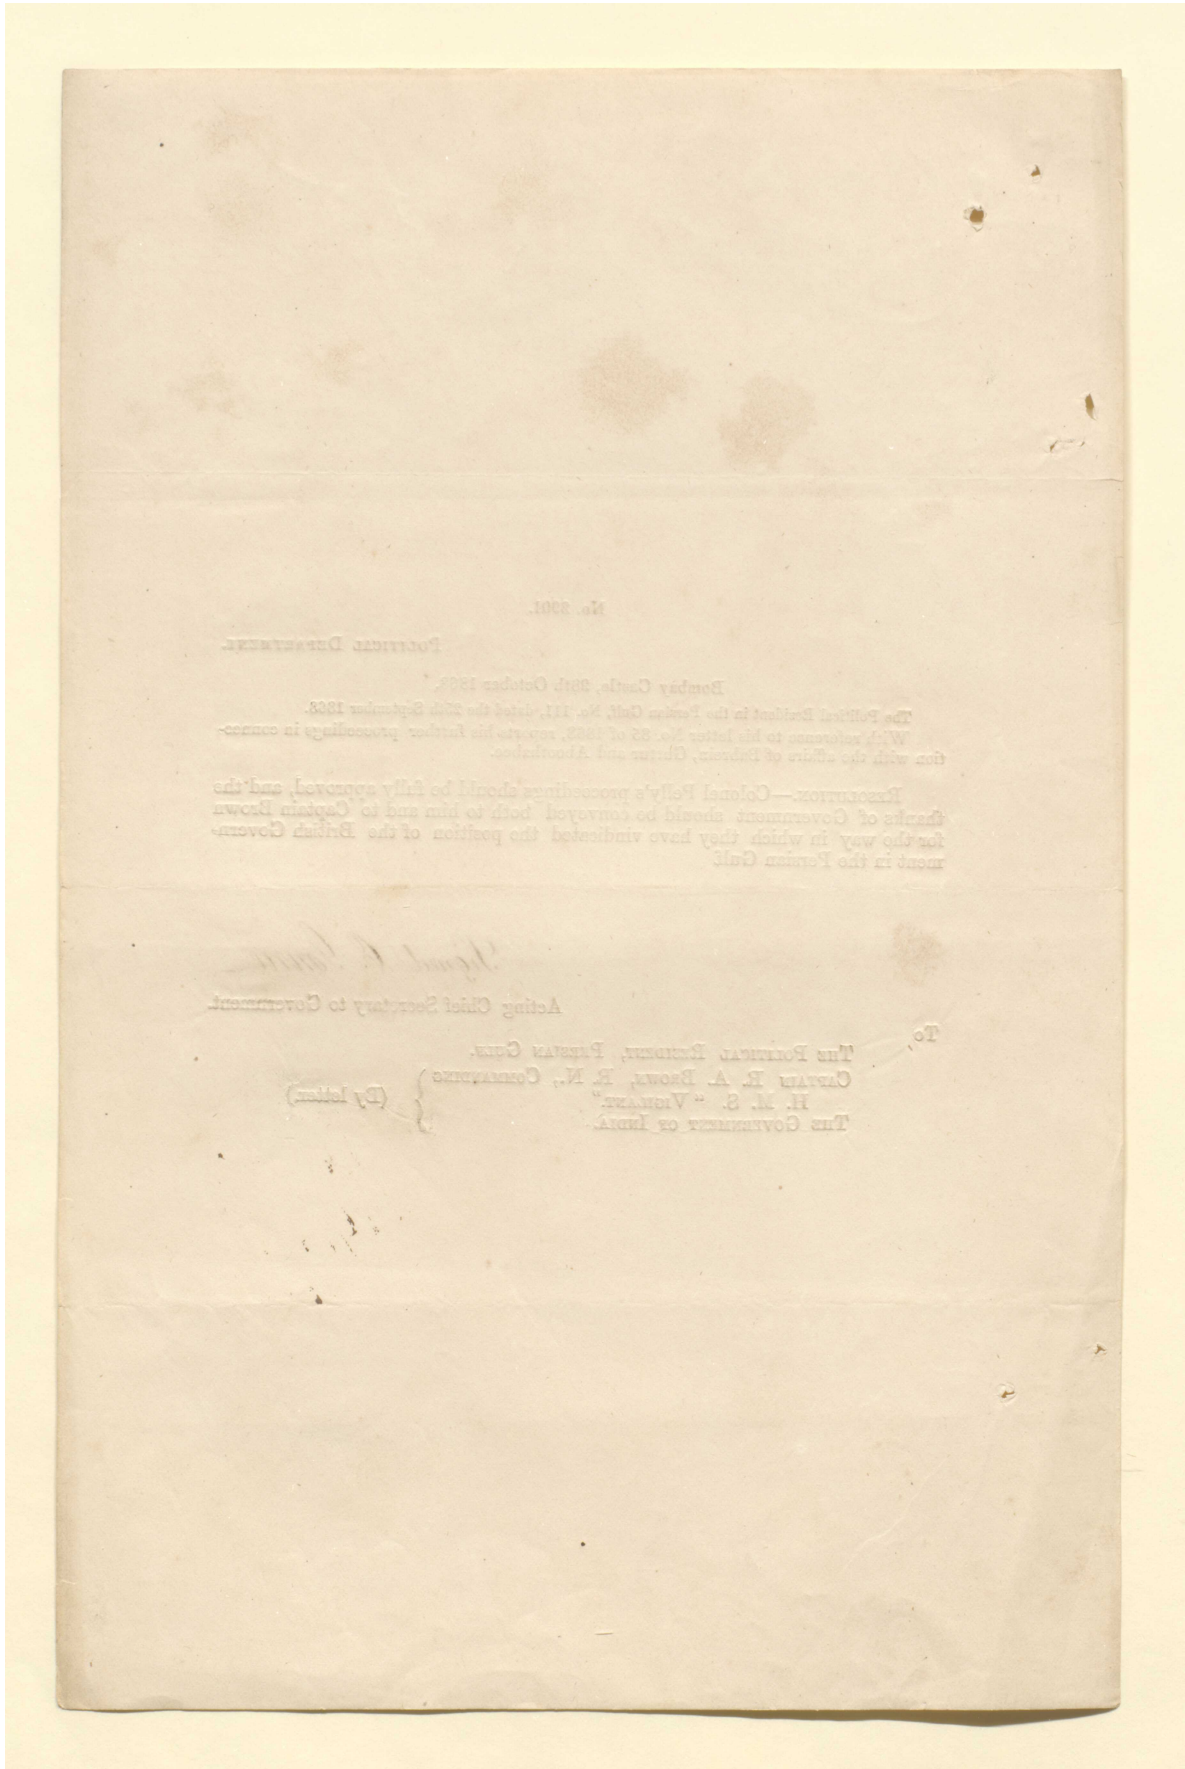 No. 3301.
POLITICAL DEPARTMENT.
Bombay Castle, 28th October 1868.
The Political Resident in the Persian Gulf, No. 111, dated the 25th September 1868.
With reference to his letter No. 85 of 1868, reports his further proceedings in connec-
tion with the affairs of Bahrein, Guttur and Aboothabee.
RESOLUTION.—Colonel Pelly's proceedings should be fully approved, and the
thanks of Government should be conveyed both to him and to Captain Brown
for the way in which they have vindicated the position of the British Govern-
ment in the Persian Gulf.
Signed C.
Acting Chief Secretary to Government.
To,
THE POLITICAL RESIDENT, PERSIAN GULF.
CAPTAIN R. A. BROWN, R. N., COMMANDING
H. M. S. "VIGILANT." } (By letter.)
THE GOVERNMENT OF INDIA.